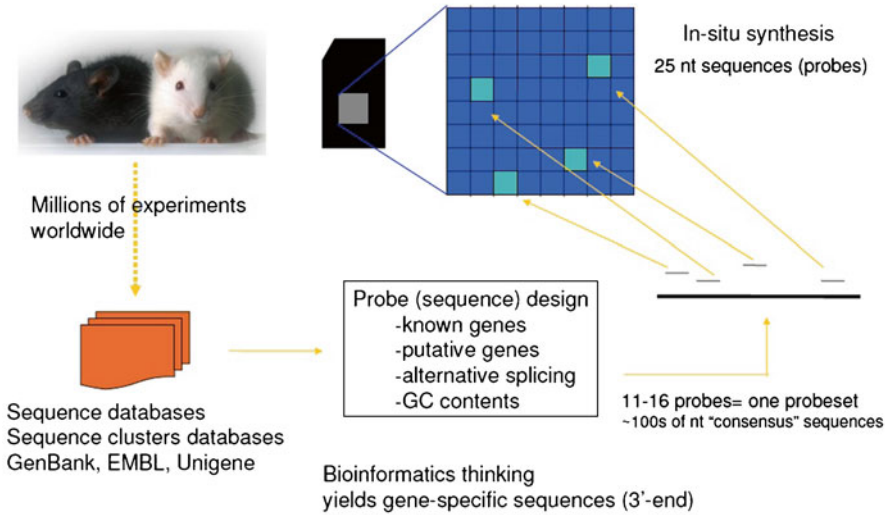 In-situ synthesis
25 nt sequences (probes)
Millions of experiments
worldwide
Probe (sequence) design
-known genes
-putative genes
-alternative splicing
-GC contents
11-16 probes= one probeset
~100s of nt “consensus” sequences
Sequence databases
Sequence clusters databases
GenBank, EMBL, Unigene
Bioinformatics thinking
yields gene-specific sequences (3'-end)